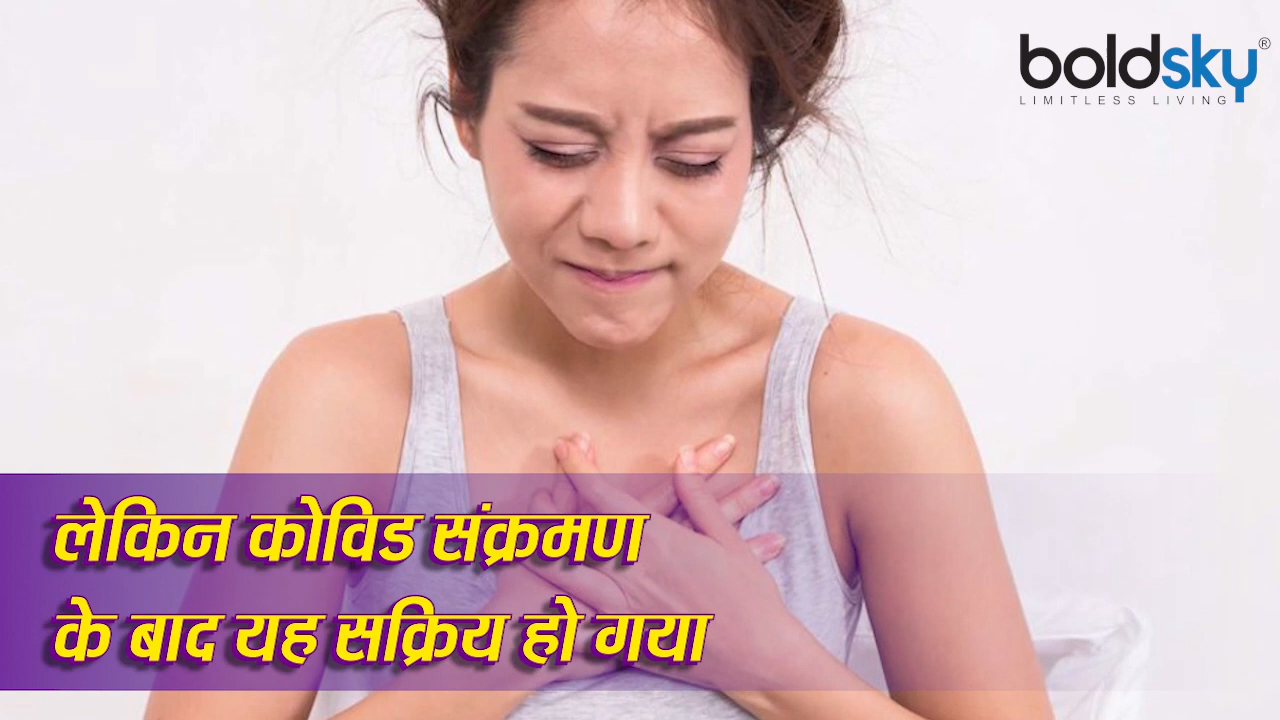 boldsky®
LIMITLESS LIVING
लेकिन कोविड संक्रमण
के बाद यह सक्रिय हो गया